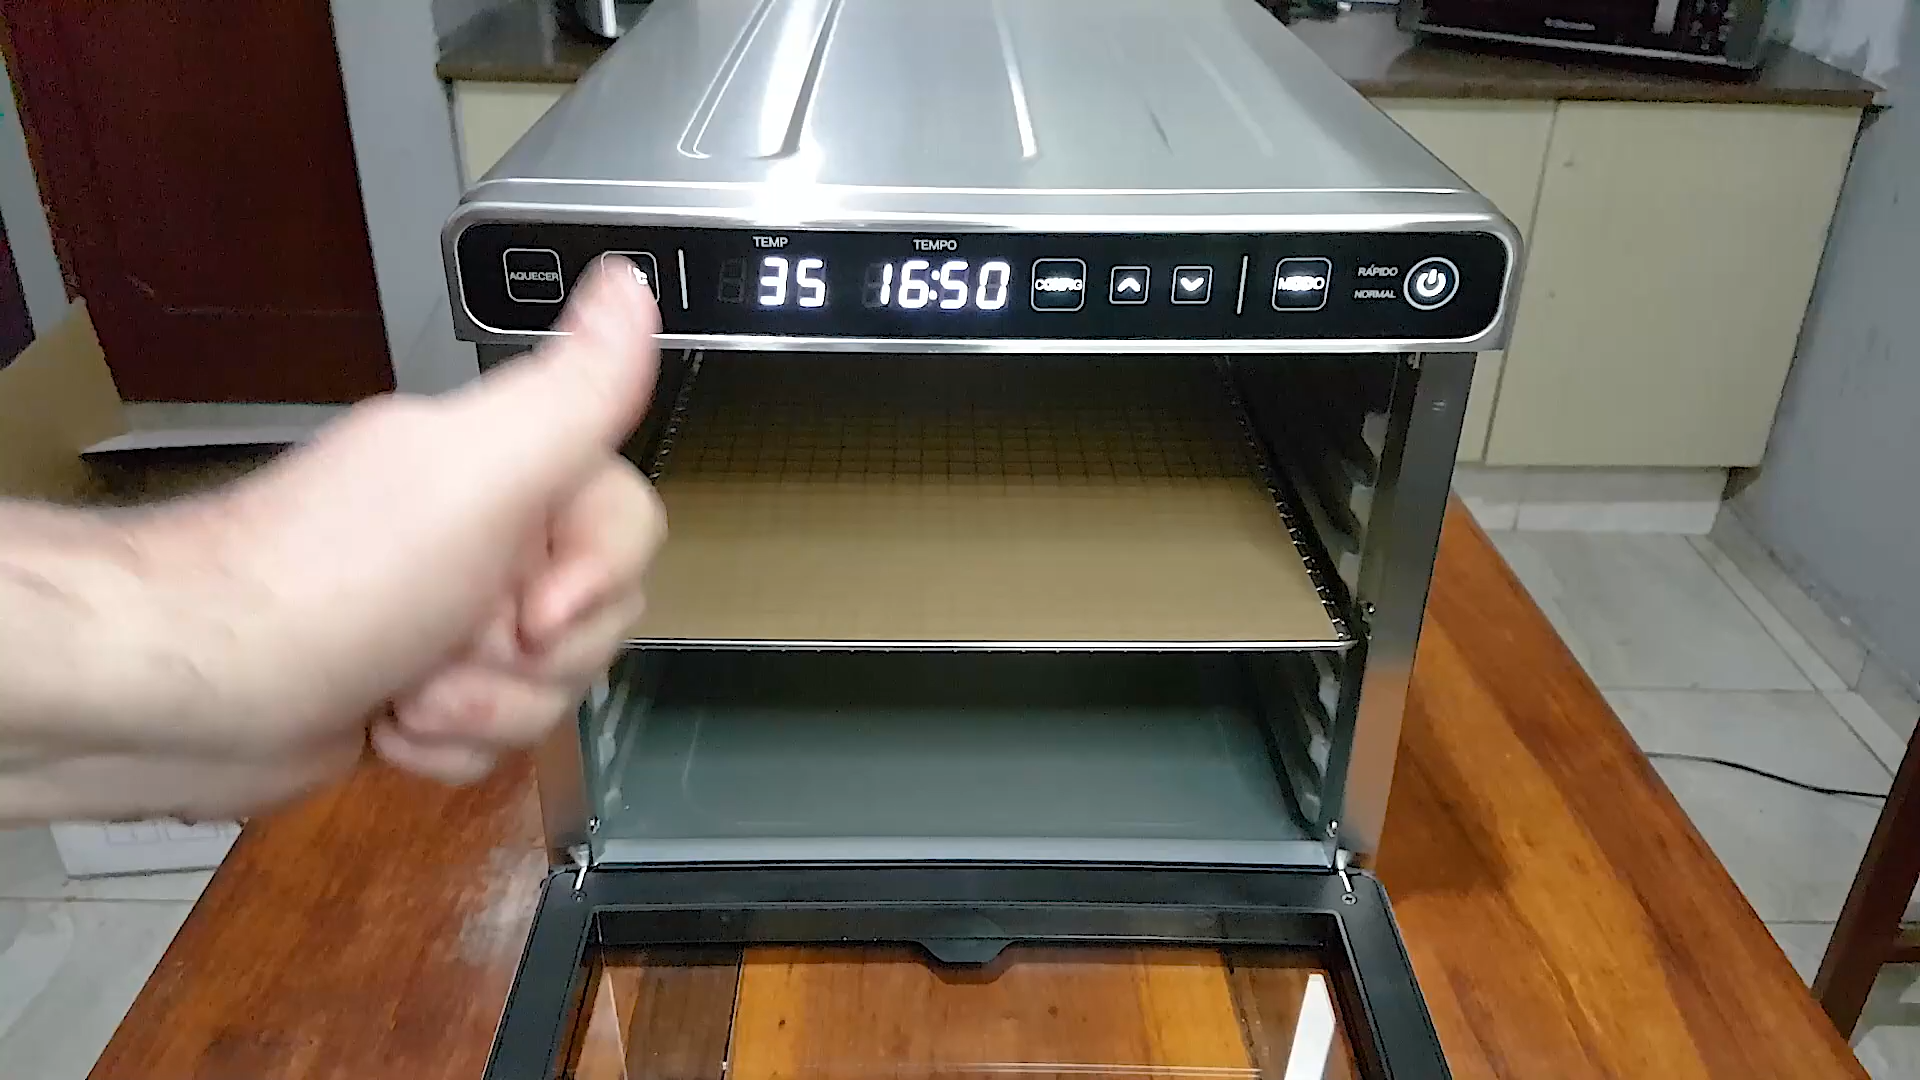 TEMP
TEMPO
AQUECER
35
16:50
CONFIG
MODO
RÁPIDO
NORMAL